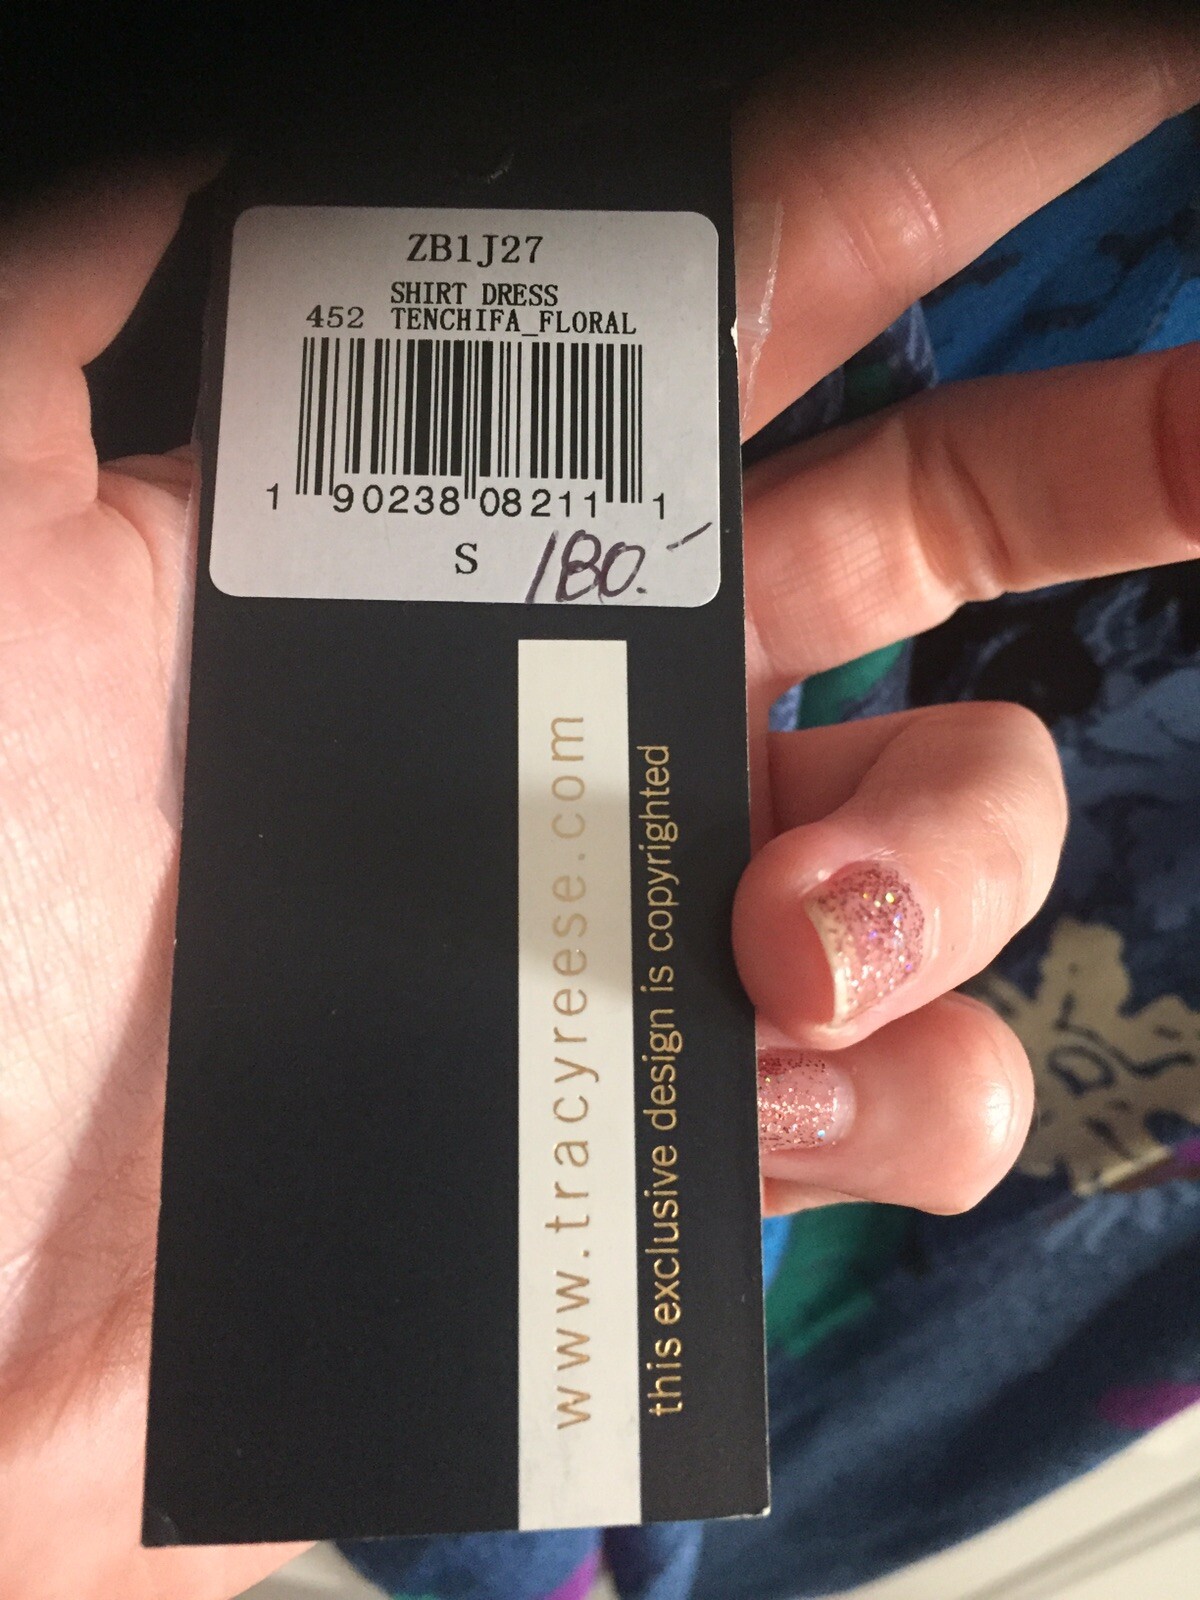 ZB1J27
SHIRT DRESS
452 TENCHIFA_FLORAL
1 90238 08211 1
S 180.-
www.tracyreese.com
this exclusive design is copyrighted